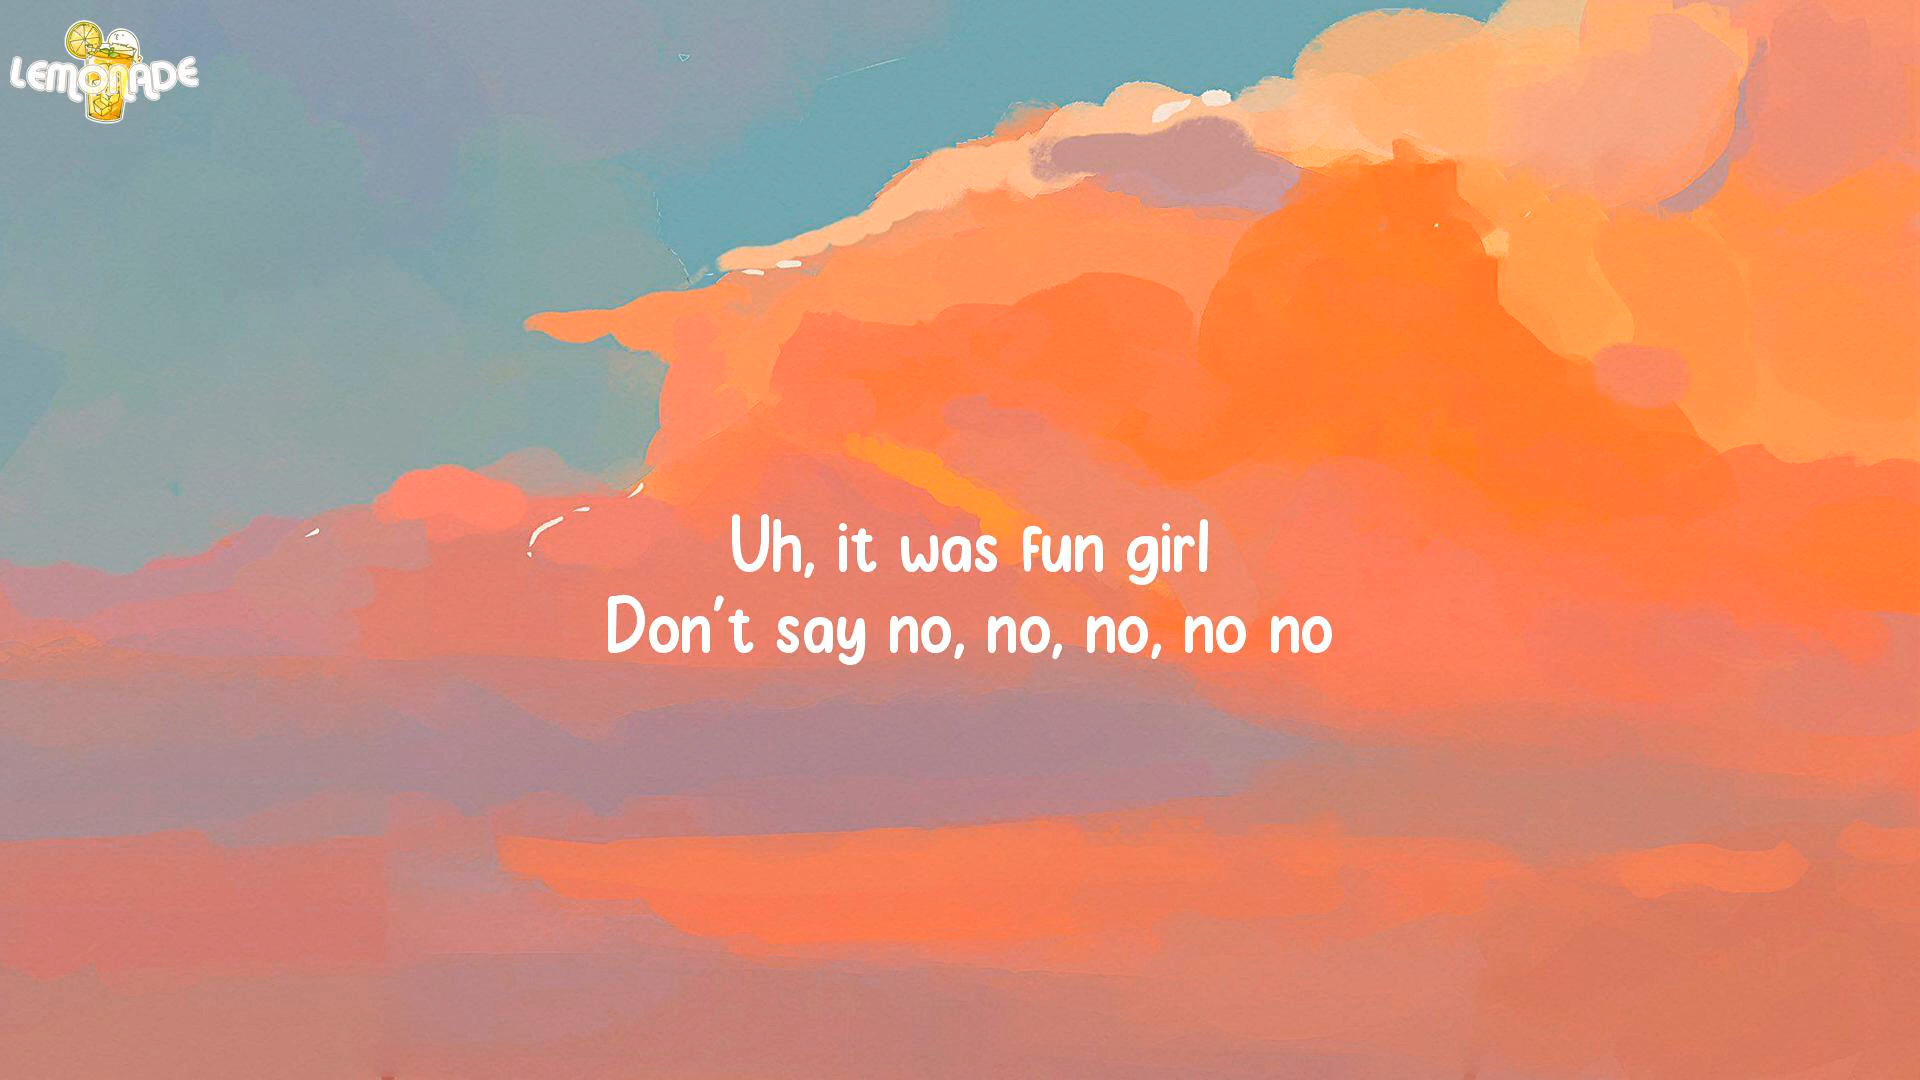 LEMONADE
Uh, it was fun girl
Don't say no, no, no, no no